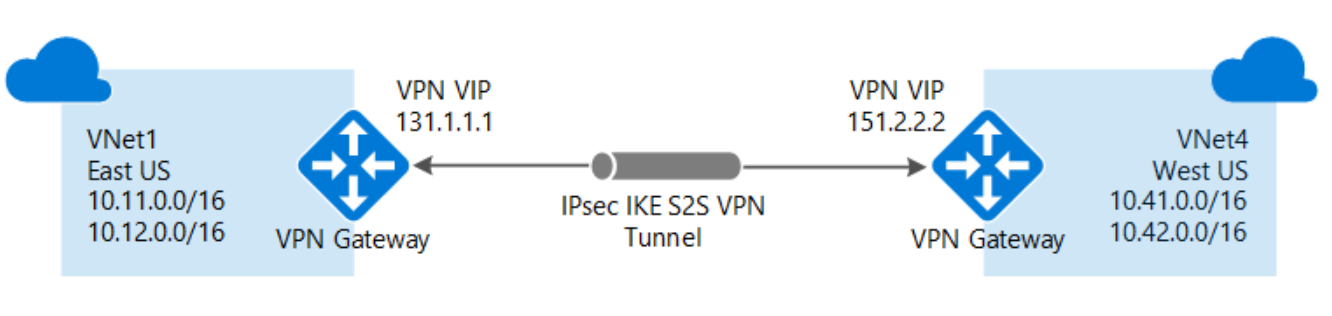 VNet1
East US
10.11.0.0/16
10.12.0.0/16
VPN Gateway
VPN VIP
131.1.1.1
IPsec IKE S2S VPN
Tunnel
VPN VIP
151.2.2.2
VPN Gateway
VNet4
West US
10.41.0.0/16
10.42.0.0/16